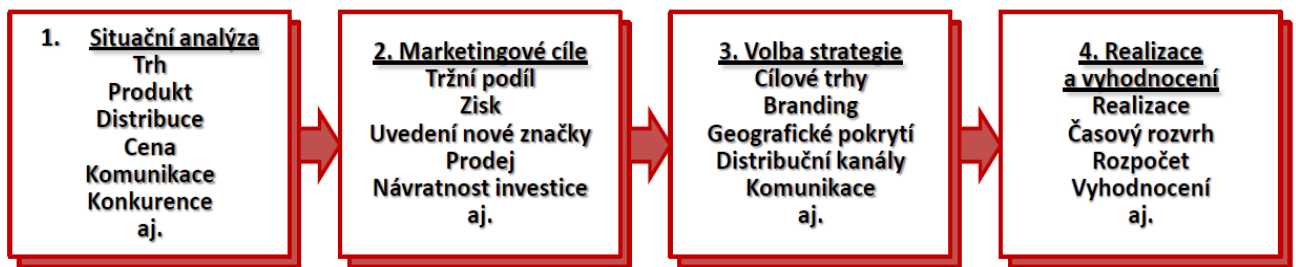 1. Situační analýza
Trh
Produkt
Distribuce
Cena
Komunikace
Konkurence
aj.
2. Marketingové cíle
Tržní podíl
Zisk
Uvedení nové značky
Prodej
Návratnost investice
aj.
3. Volba strategie
Cílové trhy
Branding
Geografické pokrytí
Distribuční kanály
Komunikace
aj.
4. Realizace
a vyhodnocení
Realizace
Časový rozvrh
Rozpočet
Vyhodnocení
aj.